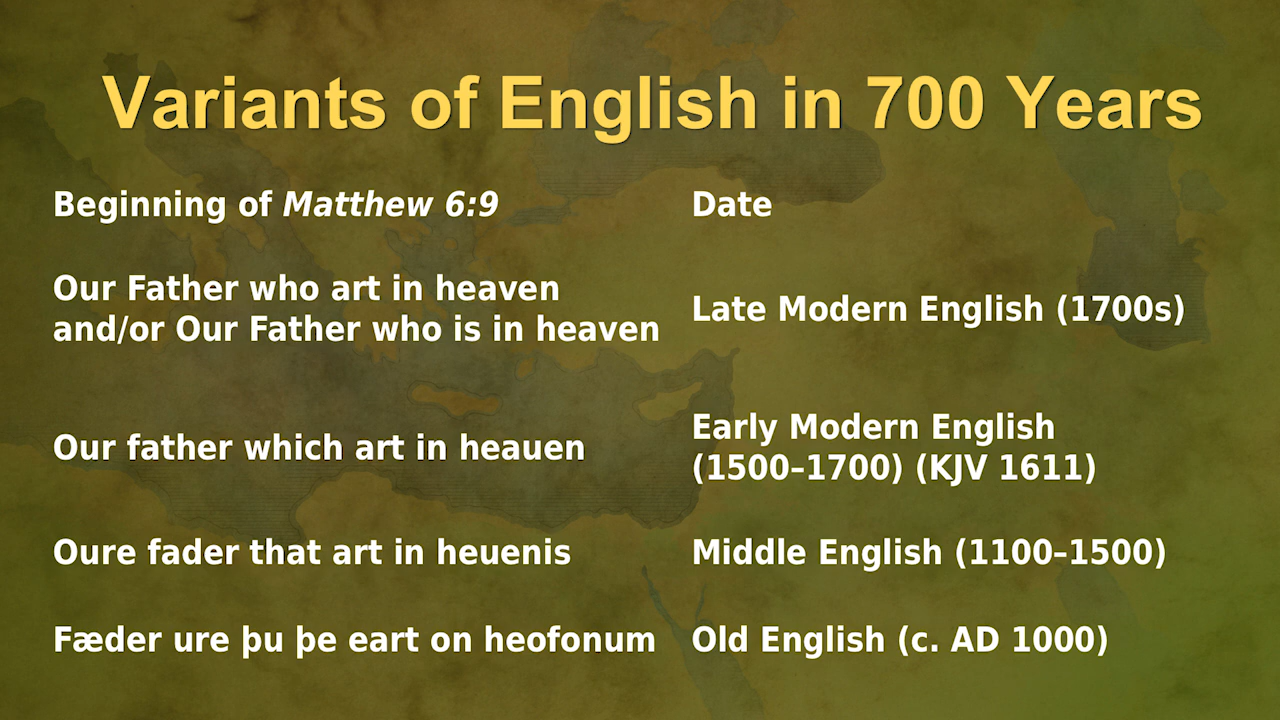 Variants of English in 700 Years
Beginning of Matthew 6:9
Date
Our Father who art in heaven
and/or Our Father who is in heaven
Late Modern English (1700s)
Our father which art in heauen
Early Modern English
(1500–1700) (KJV 1611)
Oure fader that art in heuenis
Middle English (1100–1500)
Fæder ure þu þe eart on heofonum
Old English (c. AD 1000)